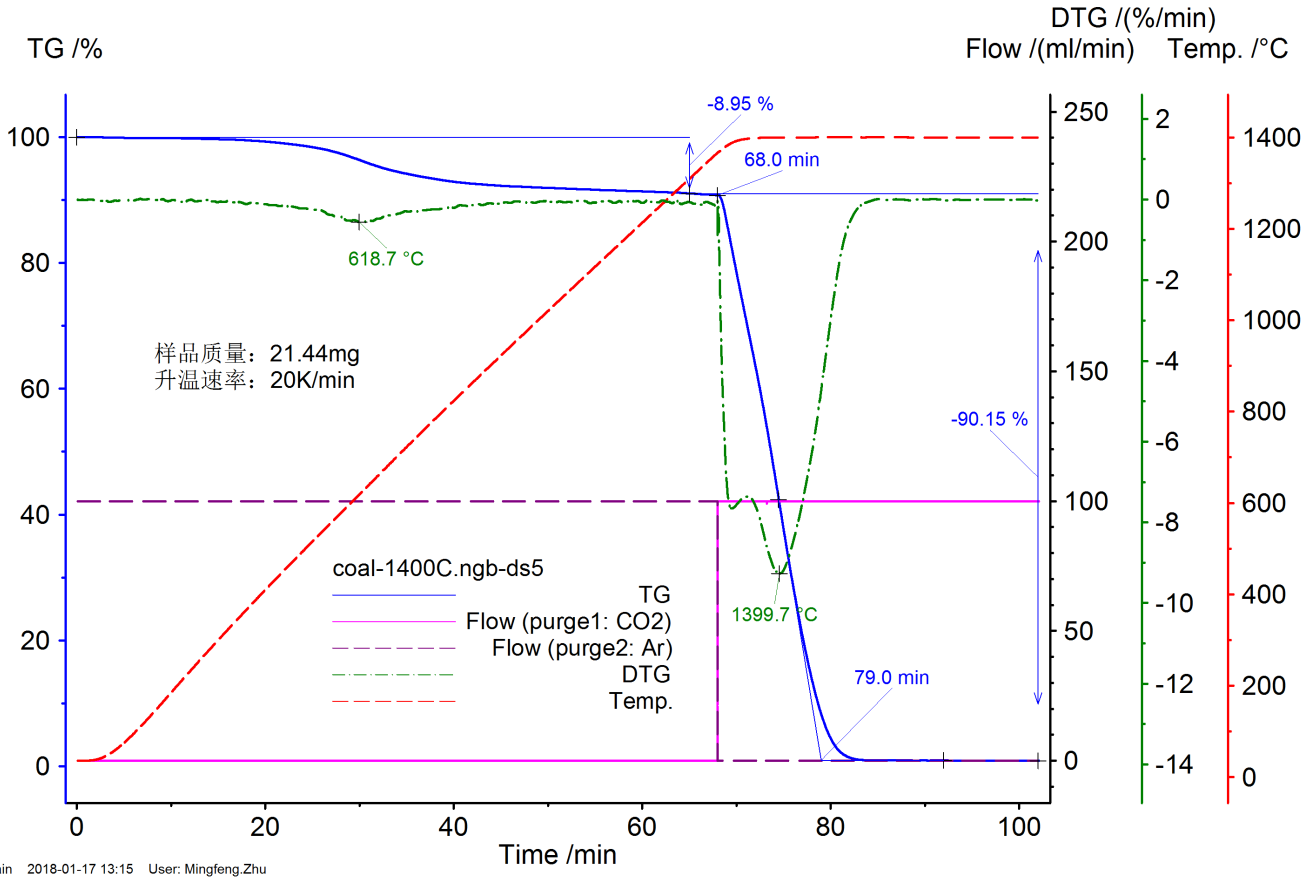 DTG /(%/min)
TG /%
Flow /(ml/min)
Temp. /°C
-8.95 %
250
2
100
1400
68.0 min
0
1200
200
80
618.7 °C
-2
1000
样品质量：21.44mg
升温速率：20K/min
150
-4
60
800
-90.15 %
-6
100
600
40
-8
coal-1400C.ngb-ds5
TG
400
-10
1399.7 °C
Flow (purge1: CO2)
50
20
Flow (purge2: Ar)
DTG
79.0 min
-12
200
Temp.
0
0
-14
0
0
20
40
60
80
100
Time /min
2018-01-17 13:15 User: Mingfeng.Zhu